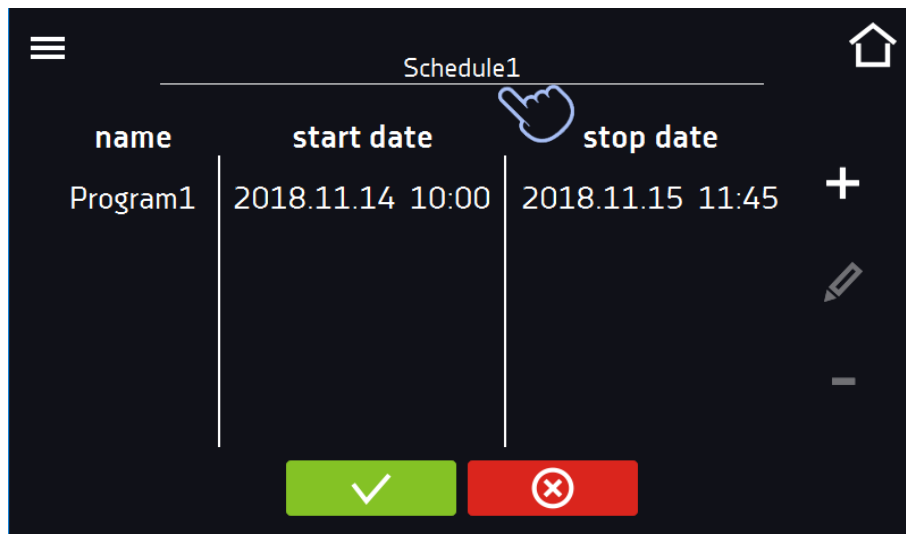 Schedule1
name start date stop date
Program1 2018.11.14 10:00 2018.11.15 11:45